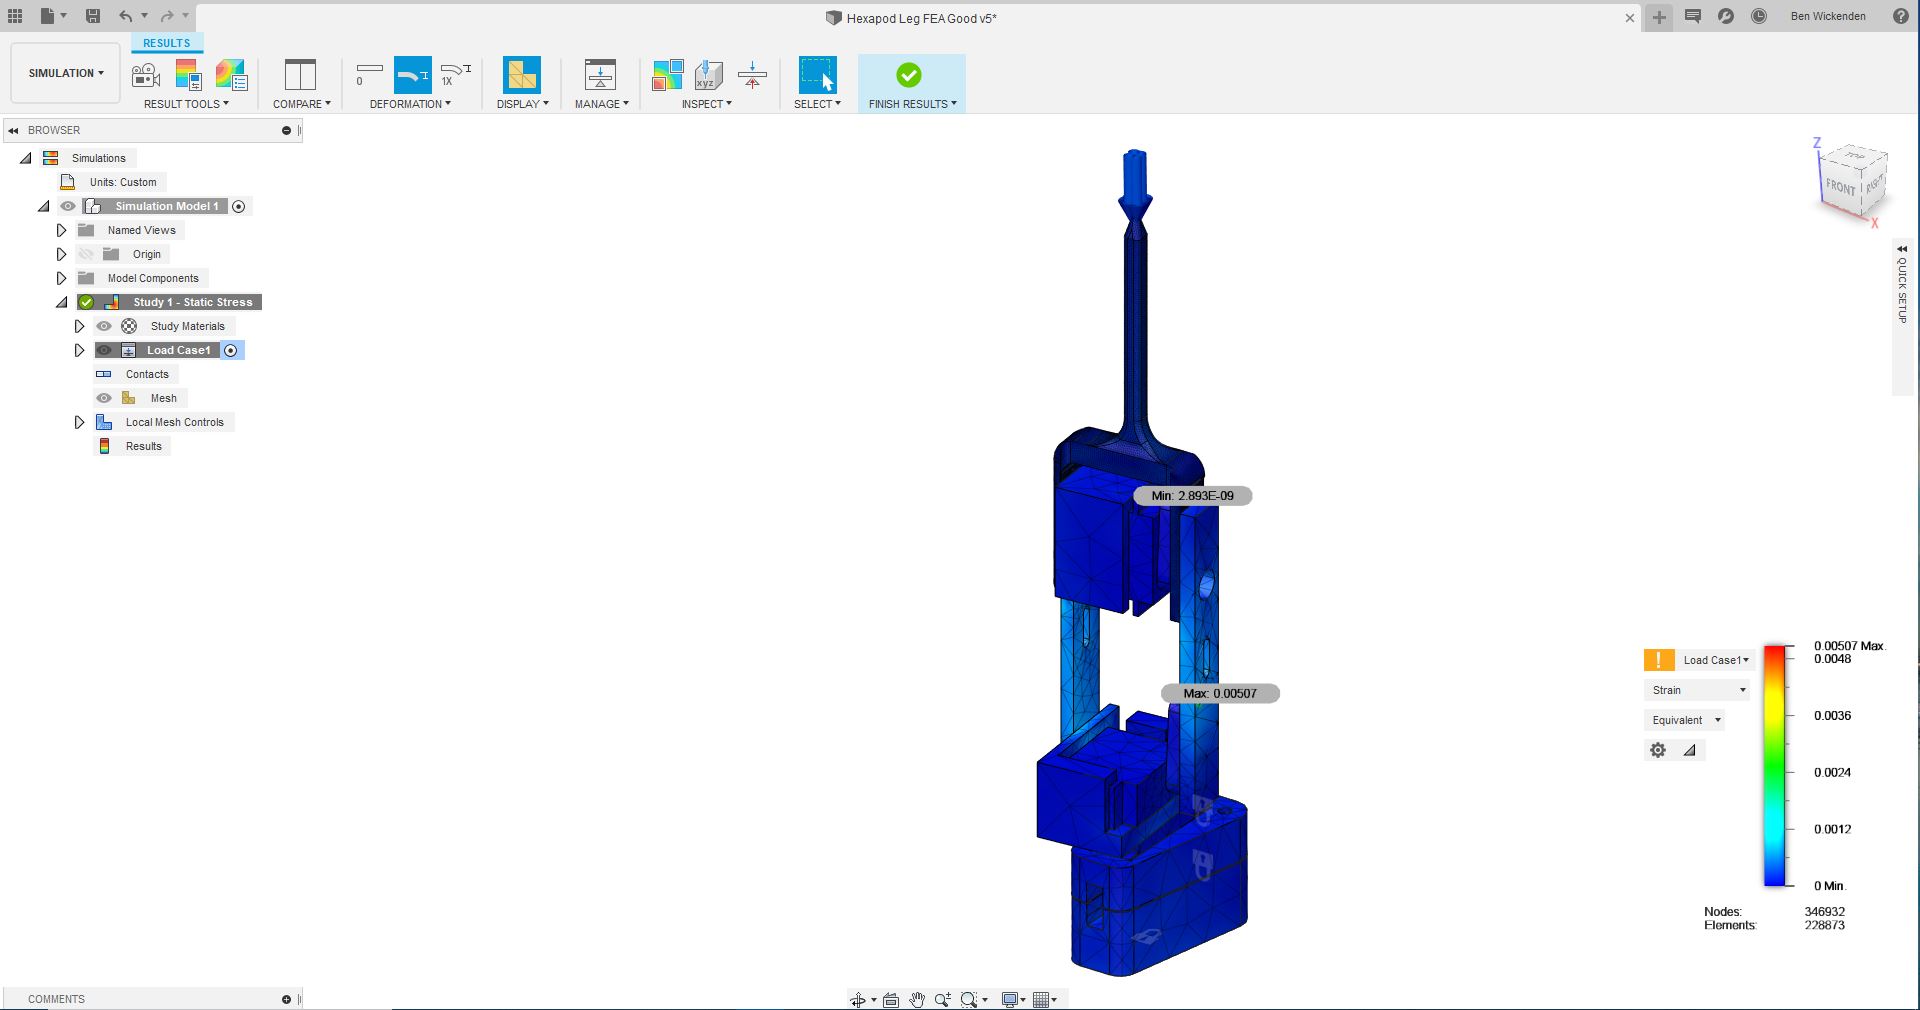 Hexapod Leg FEA Good v5*
Ben Wickenden
RESULTS
SIMULATION
0
1X
xyz
RESULT TOOLS
COMPARE
DEFORMATION
DISPLAY
MANAGE
INSPECT
SELECT
FINISH RESULTS
BROWSER
Simulations
Units: Custom
Simulation Model 1
Named Views
Origin
Model Components
Study 1 - Static Stress
Study Materials
Load Case1
Contacts
Mesh
Local Mesh Controls
Results
Z
TOP
FRONT
RIGHT
X
QUICK SETUP
Min: 2.893E-09
Max: 0.00507
Load Case1
Strain
Equivalent
0.00507 Max.
0.0048
0.0036
0.0024
0.0012
0 Min.
Nodes: 346932
Elements: 228873
COMMENTS